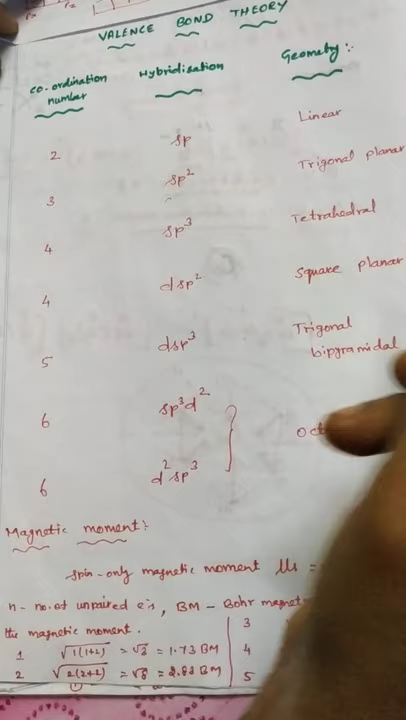 VALENCE BOND THEORY
co-ordination number Hybridisation Geometry:-
2 sp Linear
3 sp² Trigonal planar
4 sp³ Tetrahedral
4 dsp² Square planar
5 dsp³ Trigonal bipyramidal
6 sp³d²
6 d²sp³
Magnetic moment:-
spin-only magnetic moment μs =
n - no.of unpaired e's, BM - Bohr
the magnetic moment. 3
1 √1(1+2) = √3 = 1.73 BM 4
2 √2(2+2) = √8 = 2.83 BM 5